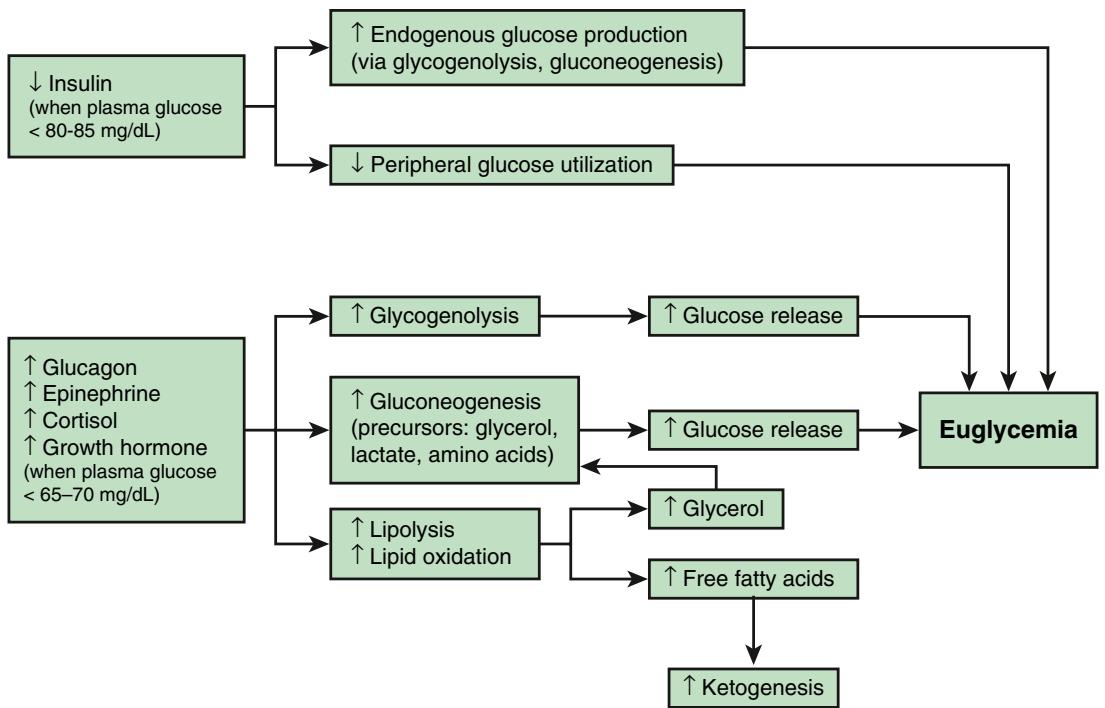 ↓ Insulin
(when plasma glucose
< 80-85 mg/dL)
↑ Endogenous glucose production
(via glycogenolysis, gluconeogenesis)
↓ Peripheral glucose utilization
↑ Glucagon
↑ Epinephrine
↑ Cortisol
↑ Growth hormone
(when plasma glucose
< 65–70 mg/dL)
↑ Glycogenolysis
↑ Glucose release
↑ Gluconeogenesis
(precursors: glycerol,
lactate, amino acids)
↑ Glucose release
Euglycemia
↑ Glycerol
↑ Lipolysis
↑ Lipid oxidation
↑ Free fatty acids
↑ Ketogenesis